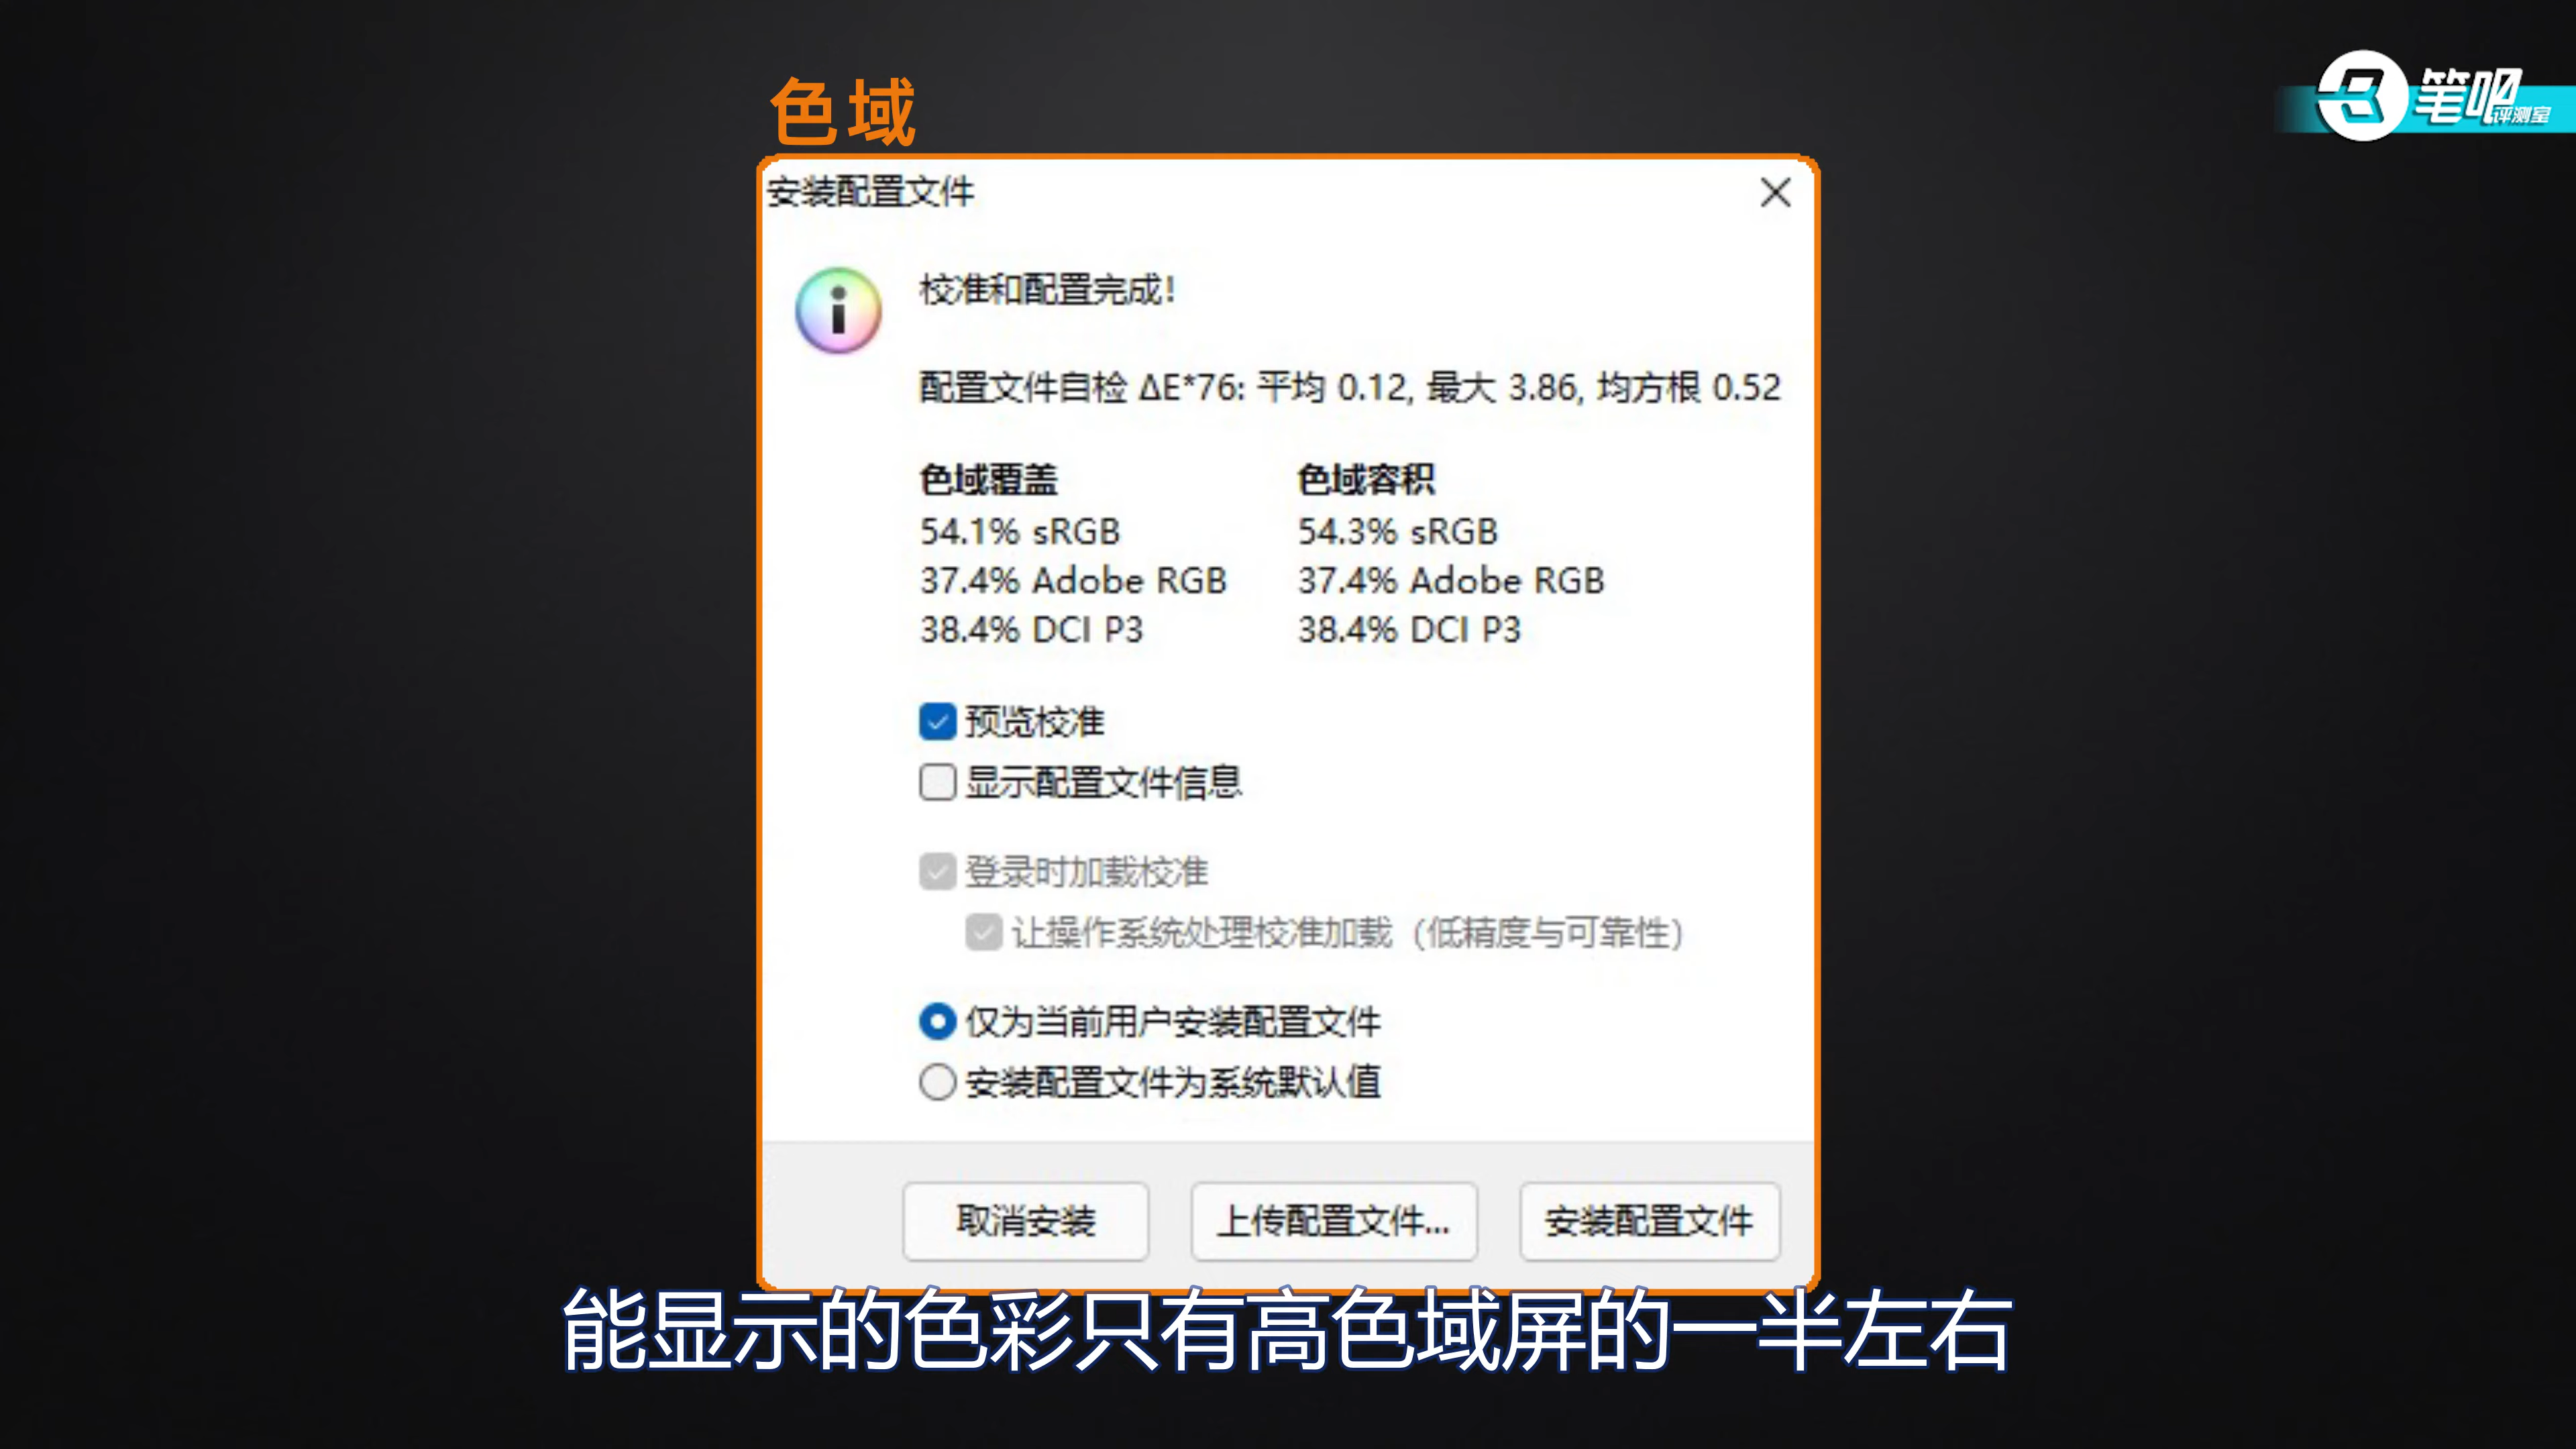 色域
笔吧评测室
安装配置文件
校准和配置完成!
配置文件自检 ΔE*76: 平均 0.12, 最大 3.86, 均方根 0.52
色域覆盖 色域容积
54.1% sRGB 54.3% sRGB
37.4% Adobe RGB 37.4% Adobe RGB
38.4% DCI P3 38.4% DCI P3
预览校准
显示配置文件信息
登录时加载校准
让操作系统处理校准加载（低精度与可靠性）
仅为当前用户安装配置文件
安装配置文件为系统默认值
取消安装 上传配置文件... 安装配置文件
能显示的色彩只有高色域屏的一半左右